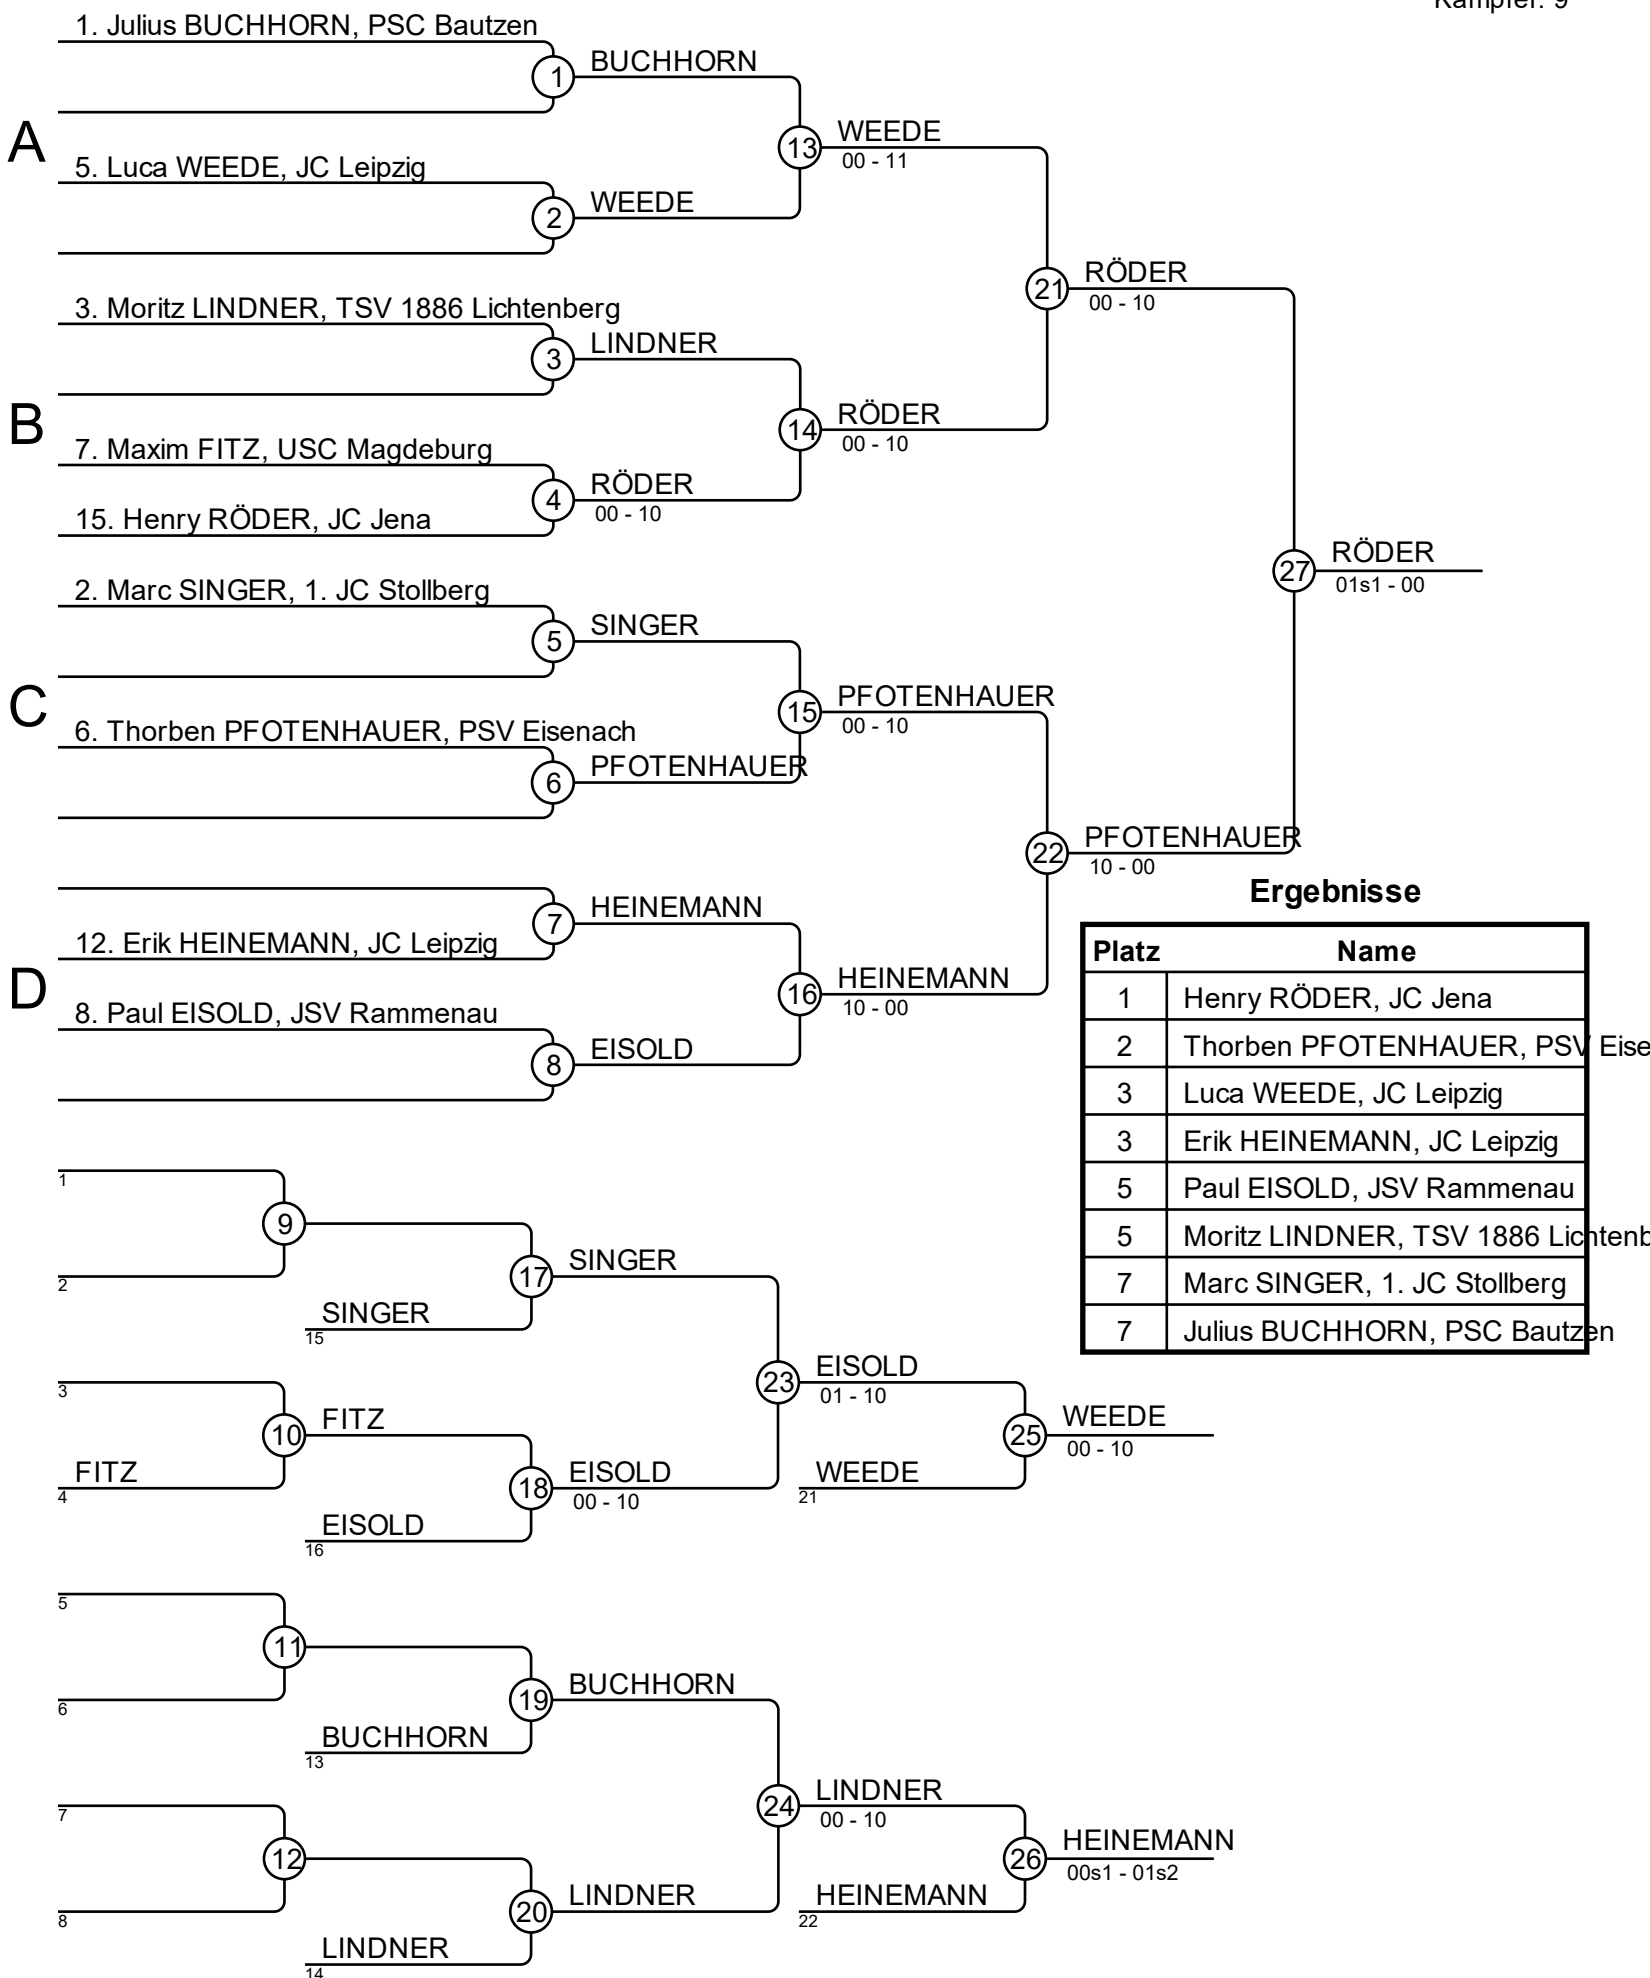 Kämpfer: 9
1. Julius BUCHHORN, PSC Bautzen
1
BUCHHORN
A
13
WEEDE
00 - 11
5. Luca WEEDE, JC Leipzig
2
WEEDE
21
RÖDER
00 - 10
3. Moritz LINDNER, TSV 1886 Lichtenberg
3
LINDNER
B
14
RÖDER
00 - 10
7. Maxim FITZ, USC Magdeburg
4
RÖDER
00 - 10
15. Henry RÖDER, JC Jena
27
RÖDER
01s1 - 00
2. Marc SINGER, 1. JC Stollberg
5
SINGER
C
15
PFOTENHAUER
00 - 10
6. Thorben PFOTENHAUER, PSV Eisenach
6
PFOTENHAUER
22
PFOTENHAUER
10 - 00
7
HEINEMANN
12. Erik HEINEMANN, JC Leipzig
D
16
HEINEMANN
10 - 00
8. Paul EISOLD, JSV Rammenau
8
EISOLD
Ergebnisse
Platz Name
1 Henry RÖDER, JC Jena
2 Thorben PFOTENHAUER, PSV Eise
3 Luca WEEDE, JC Leipzig
3 Erik HEINEMANN, JC Leipzig
5 Paul EISOLD, JSV Rammenau
5 Moritz LINDNER, TSV 1886 Lichtenb
7 Marc SINGER, 1. JC Stollberg
7 Julius BUCHHORN, PSC Bautzen
1
9
2
17
SINGER
SINGER
15
3
10
FITZ
FITZ
4
18
EISOLD
00 - 10
EISOLD
16
23
EISOLD
01 - 10
WEEDE
21
25
WEEDE
00 - 10
5
11
6
19
BUCHHORN
BUCHHORN
13
7
12
8
20
LINDNER
LINDNER
14
24
LINDNER
00 - 10
HEINEMANN
22
26
HEINEMANN
00s1 - 01s2